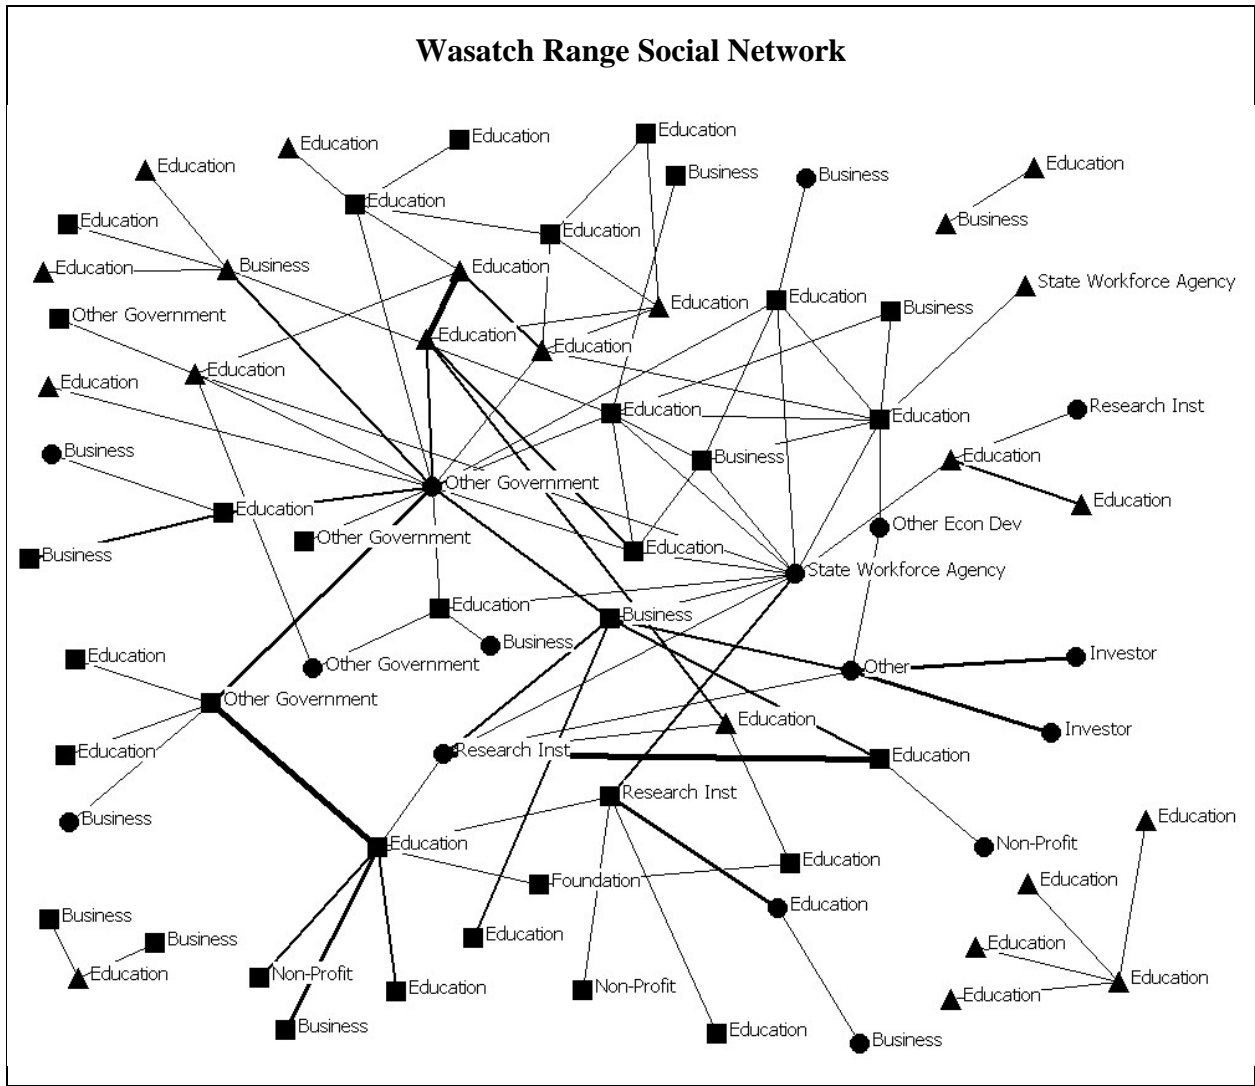 Wasatch Range Social Network
Education
Education
Education
Education
Business
Business
Education
Education
Education
Education
Business
Education
Education
Business
Education
State Workforce Agency
Other Government
Education
Education
Business
Education
Education
Education
Education
Education
Research Inst
Education
Business
Business
Education
Other Government
Education
Education
Other Econ Dev
Other Government
Education
Business
State Workforce Agency
Education
Business
Business
Education
Other Government
Other
Investor
Other Government
Education
Investor
Education
Research Inst
Education
Research Inst
Business
Education
Education
Non-Profit
Education
Foundation
Education
Education
Business
Business
Education
Education
Education
Non-Profit
Education
Non-Profit
Education
Education
Business
Education
Business